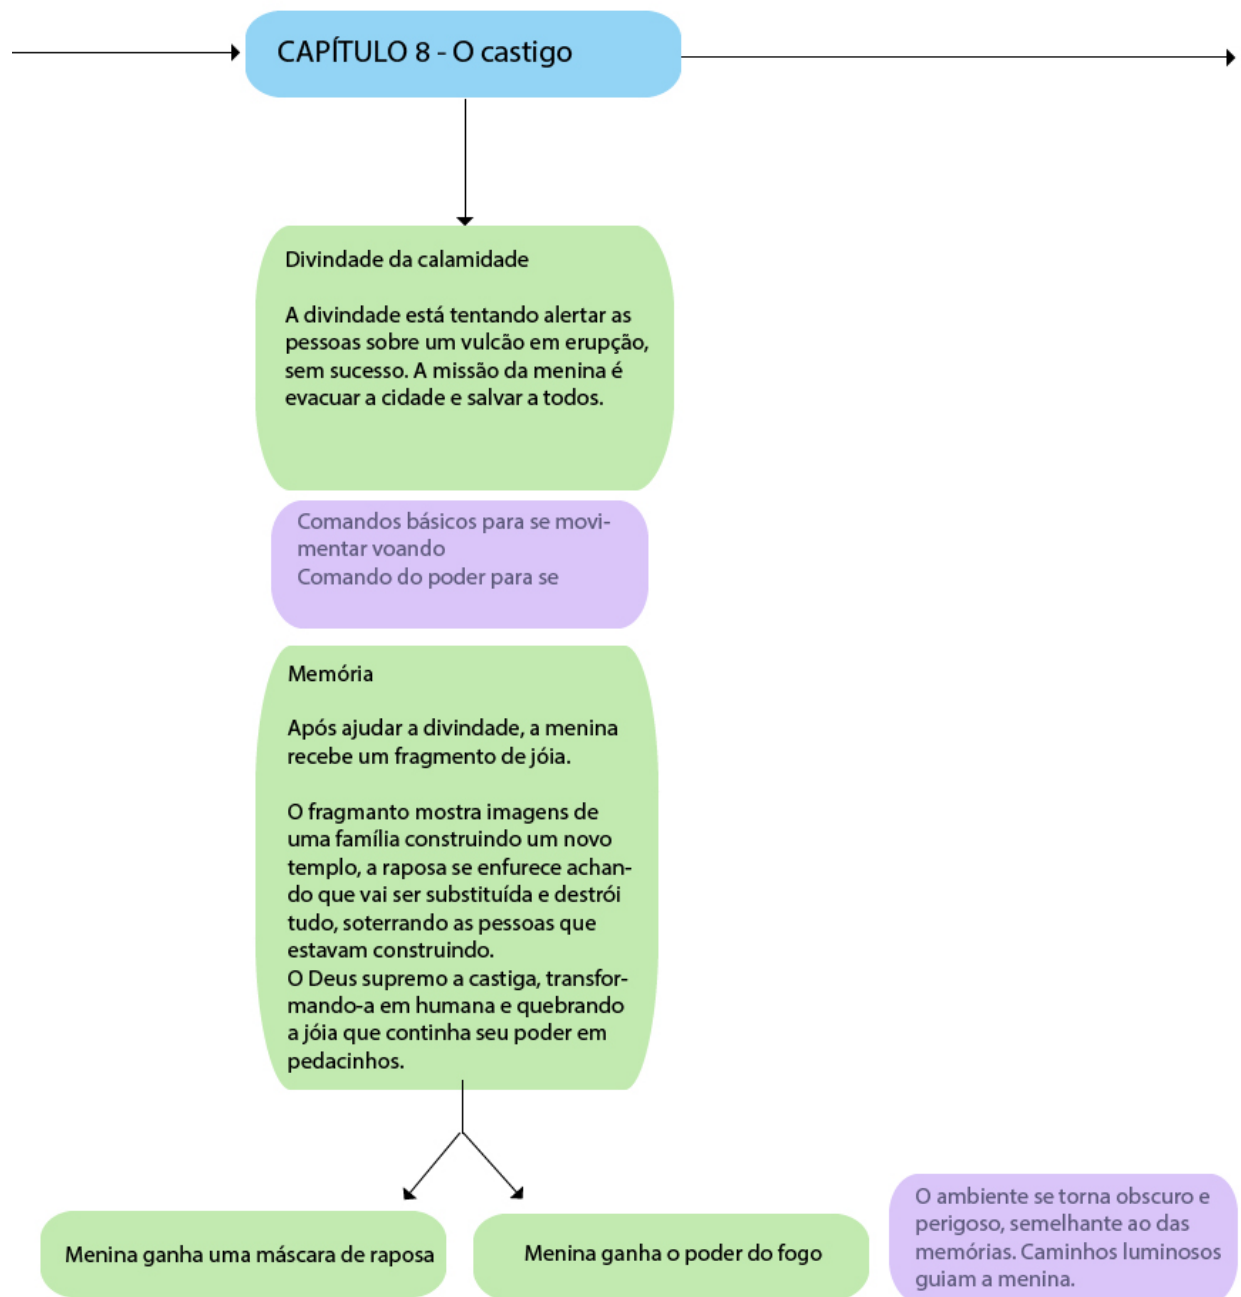 CAPÍTULO 8 - O castigo
Divindade da calamidade
A divindade está tentando alertar as
pessoas sobre um vulcão em erupção,
sem sucesso. A missão da menina é
evacuar a cidade e salvar a todos.
Comandos básicos para se movi-
mentar voando
Comando do poder para se
Memória
Após ajudar a divindade, a menina
recebe um fragmento de jóia.
O fragmanto mostra imagens de
uma família construindo um novo
templo, a raposa se enfurece achan-
do que vai ser substituída e destrói
tudo, soterrando as pessoas que
estavam construindo.
O Deus supremo a castiga, transfor-
mando-a em humana e quebrando
a jóia que continha seu poder em
pedacinhos.
Menina ganha uma máscara de raposa
Menina ganha o poder do fogo
O ambiente se torna obscuro e
perigoso, semelhante ao das
memórias. Caminhos luminosos
guiam a menina.